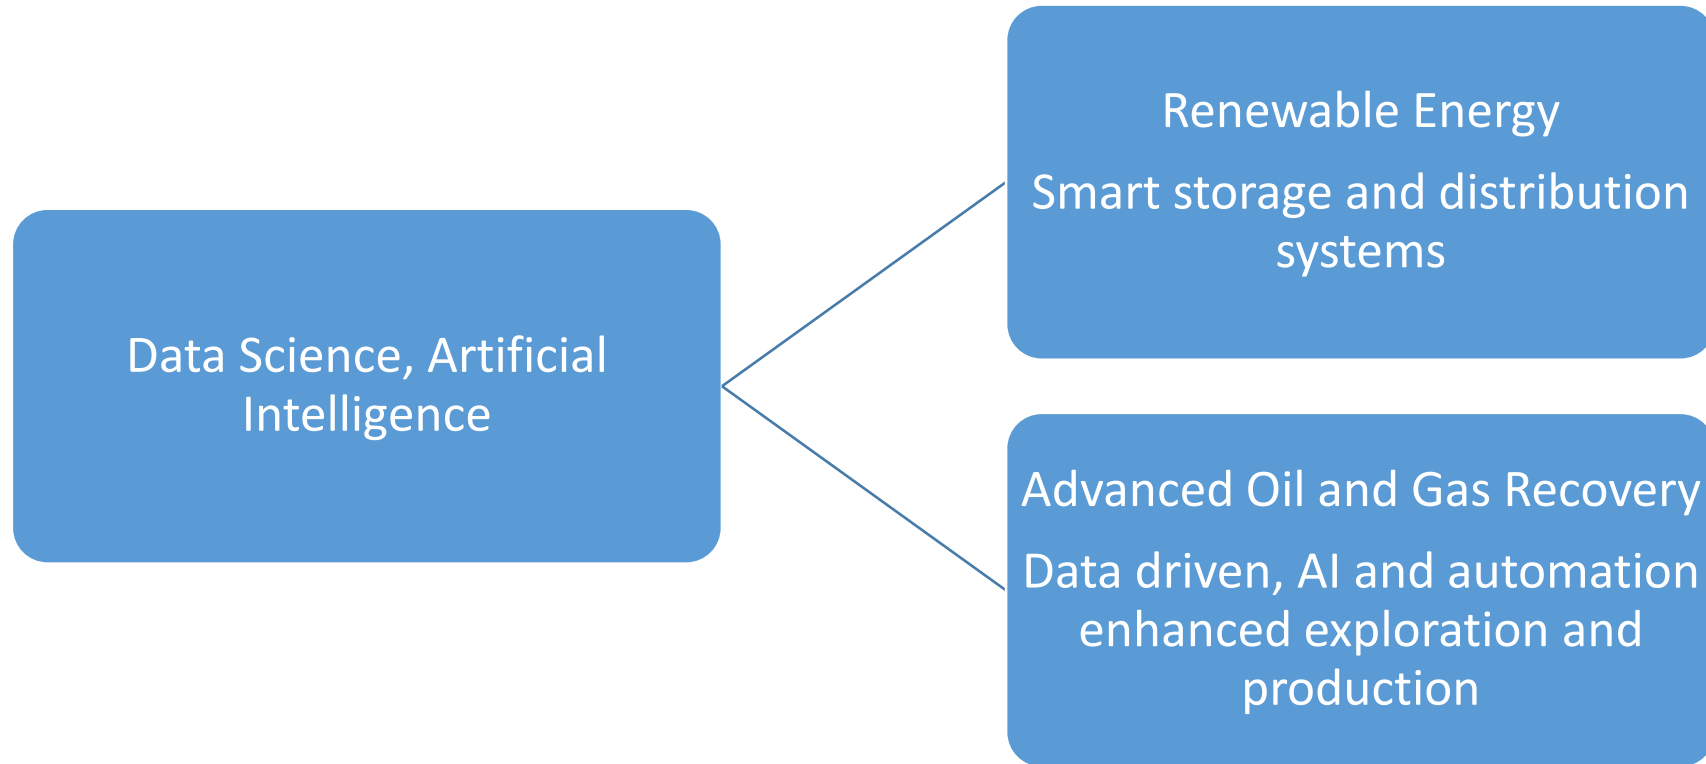 Data Science, Artificial
Intelligence
Renewable Energy
Smart storage and distribution
systems
Advanced Oil and Gas Recovery
Data driven, AI and automation
enhanced exploration and
production